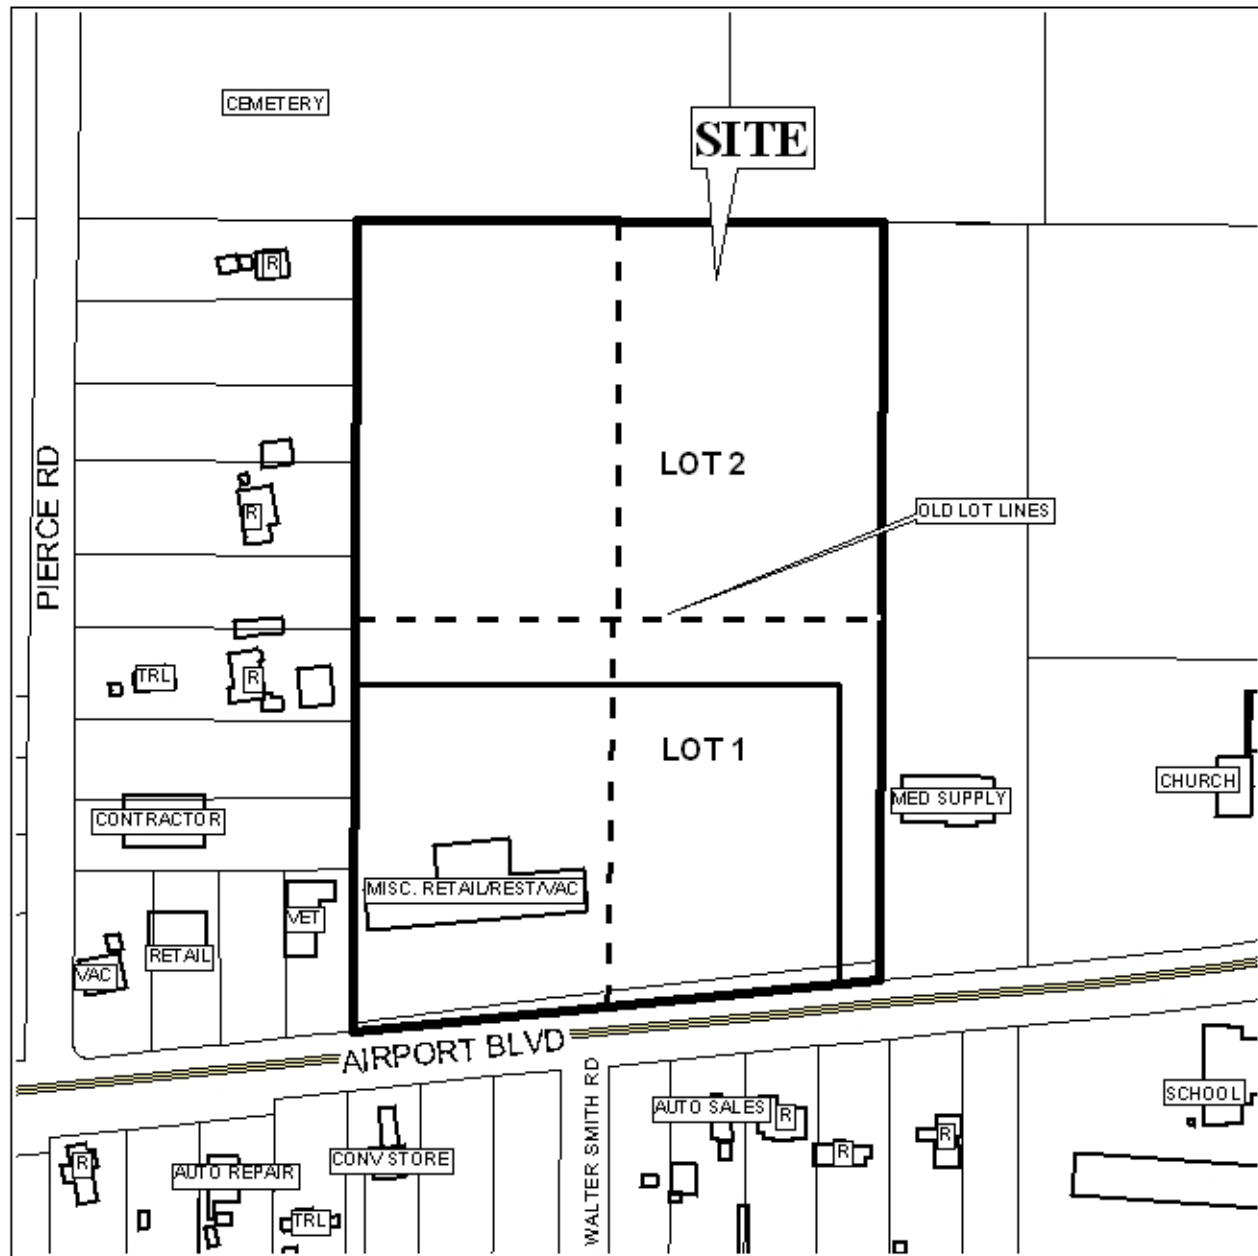 CEMETERY
SITE
R
LOT 2
PIERCE RD
R
OLD LOT LINES
TRL
R
LOT 1
CHURCH
MED SUPPLY
CONTRACTOR
MISC. RETAIL/REST/VAC
VET
RETAIL
VAC
AIRPORT BLVD
WALTER SMITH RD
AUTO SALES
R
SCHOOL
R
R
R
AUTO REPAIR
CONV STORE
TRL